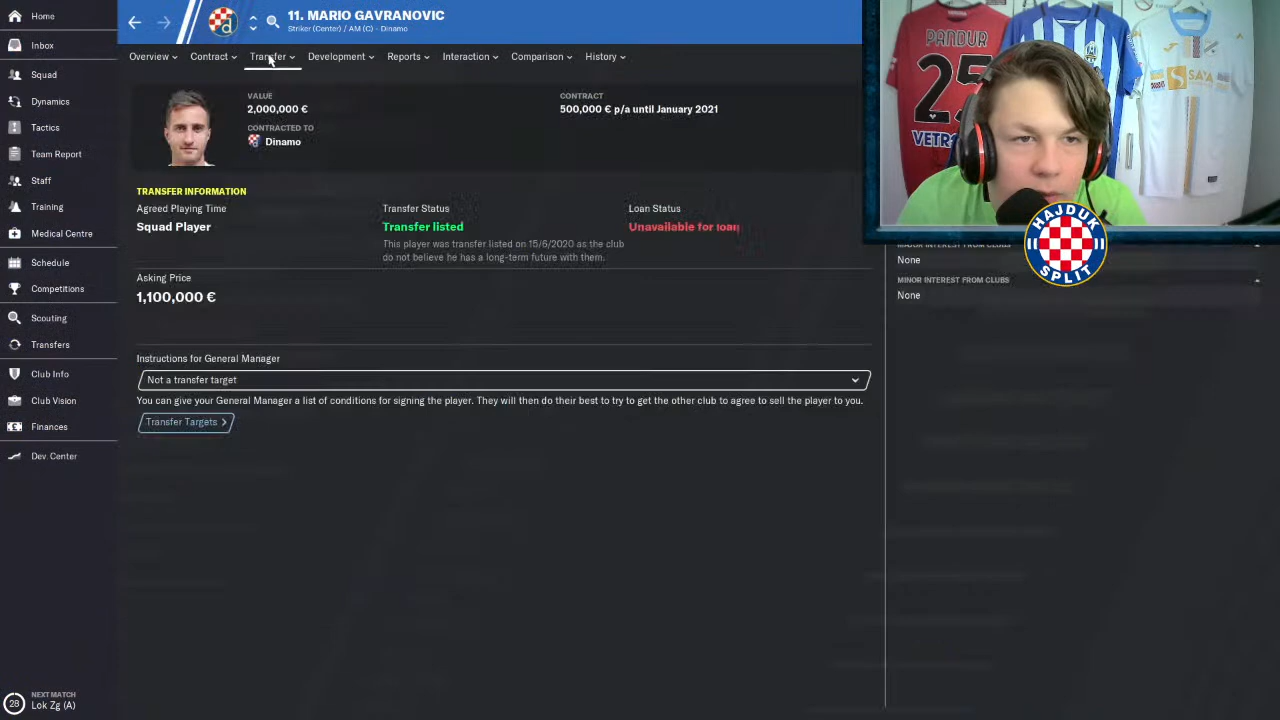 Home
Inbox
Squad
Dynamics
Tactics
Team Report
Staff
Training
Medical Centre
Schedule
Competitions
Scouting
Transfers
Club Info
Club Vision
Finances
Dev. Center
28
NEXT MATCH
Lok Zg (A)
11. MARIO GAVRANOVIC
Striker (Center) / AM (C) - Dinamo
Overview
Contract
Transfer
Development
Reports
Interaction
Comparison
History
VALUE
2,000,000 €
CONTRACTED TO
Dinamo
CONTRACT
500,000 € p/a until January 2021
TRANSFER INFORMATION
Agreed Playing Time
Squad Player
Transfer Status
Transfer listed
This player was transfer listed on 15/6/2020 as the club
do not believe he has a long-term future with them.
Loan Status
Unavailable for loan
Asking Price
1,100,000 €
Instructions for General Manager
Not a transfer target
You can give your General Manager a list of conditions for signing the player. They will then do their best to try to get the other club to agree to sell the player to you.
Transfer Targets >
MAJOR INTEREST FROM CLUBS
None
MINOR INTEREST FROM CLUBS
None
PANDUR
25
HAJDUK
SPLIT